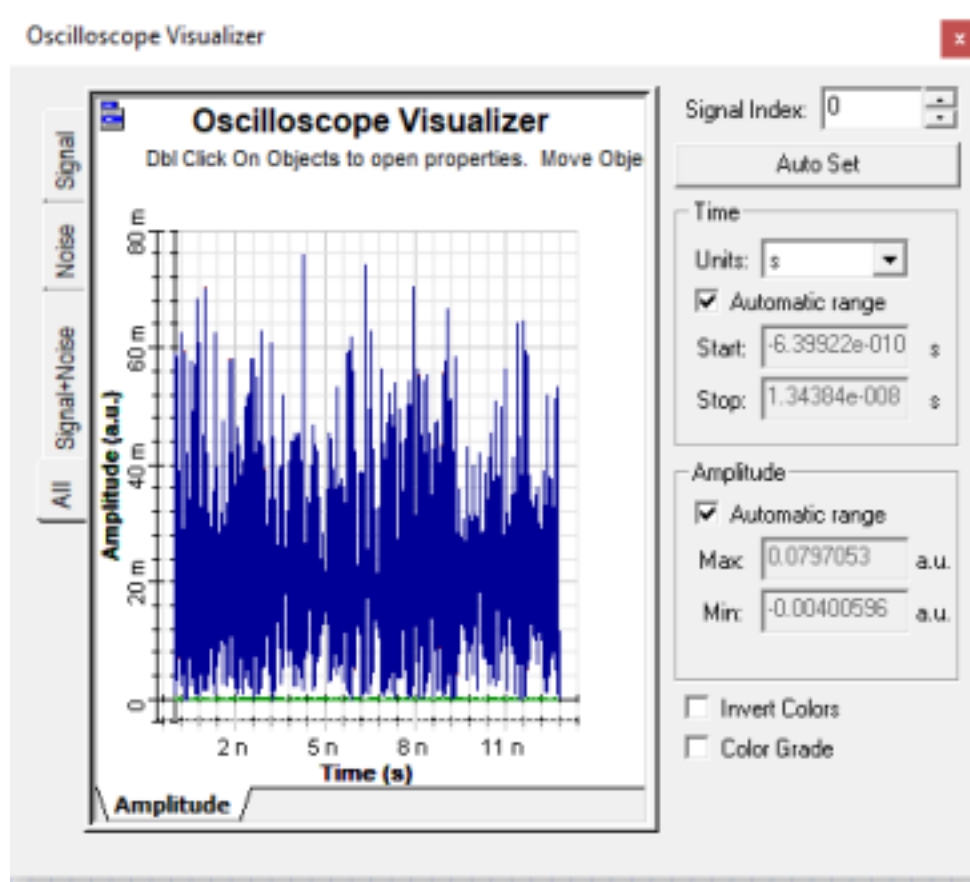 Oscilloscope Visualizer
x
Signal
Noise
Signal+Noise
All
Oscilloscope Visualizer
Dbl Click On Objects to open properties.  Move Obje
Amplitude (a.u.)
80 m
60 m
40 m
20 m
0
2 n
5 n
8 n
11 n
Time (s)
Amplitude
Signal Index: 0
Auto Set
Time
Units: s
Automatic range
Start: -6.39922e-010 s
Stop: 1.34384e-008 s
Amplitude
Automatic range
Max: 0.0797053 a.u.
Min: -0.00400596 a.u.
Invert Colors
Color Grade